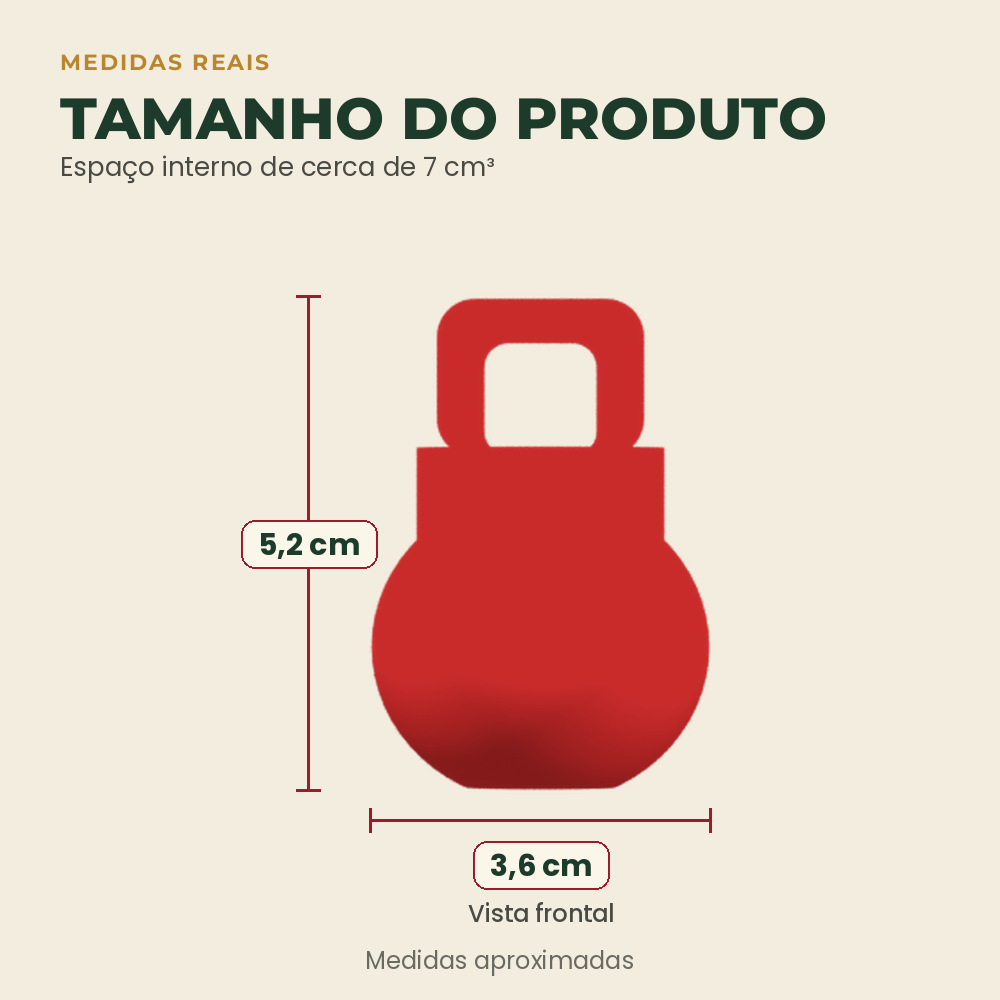 MEDIDAS REAIS
TAMANHO DO PRODUTO
Espaço interno de cerca de 7 cm³
5,2 cm
3,6 cm
Vista frontal
Medidas aproximadas